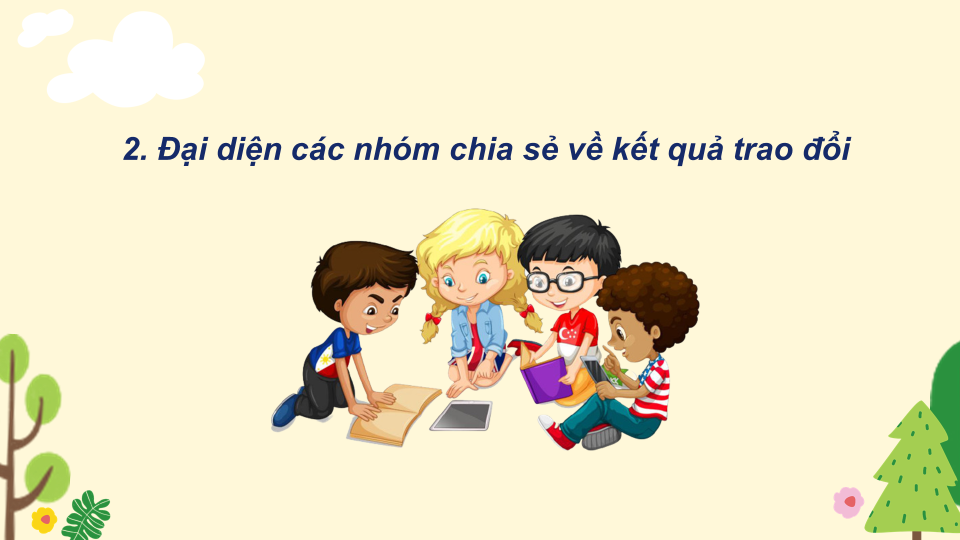 2. Đại diện các nhóm chia sẻ về kết quả trao đổi